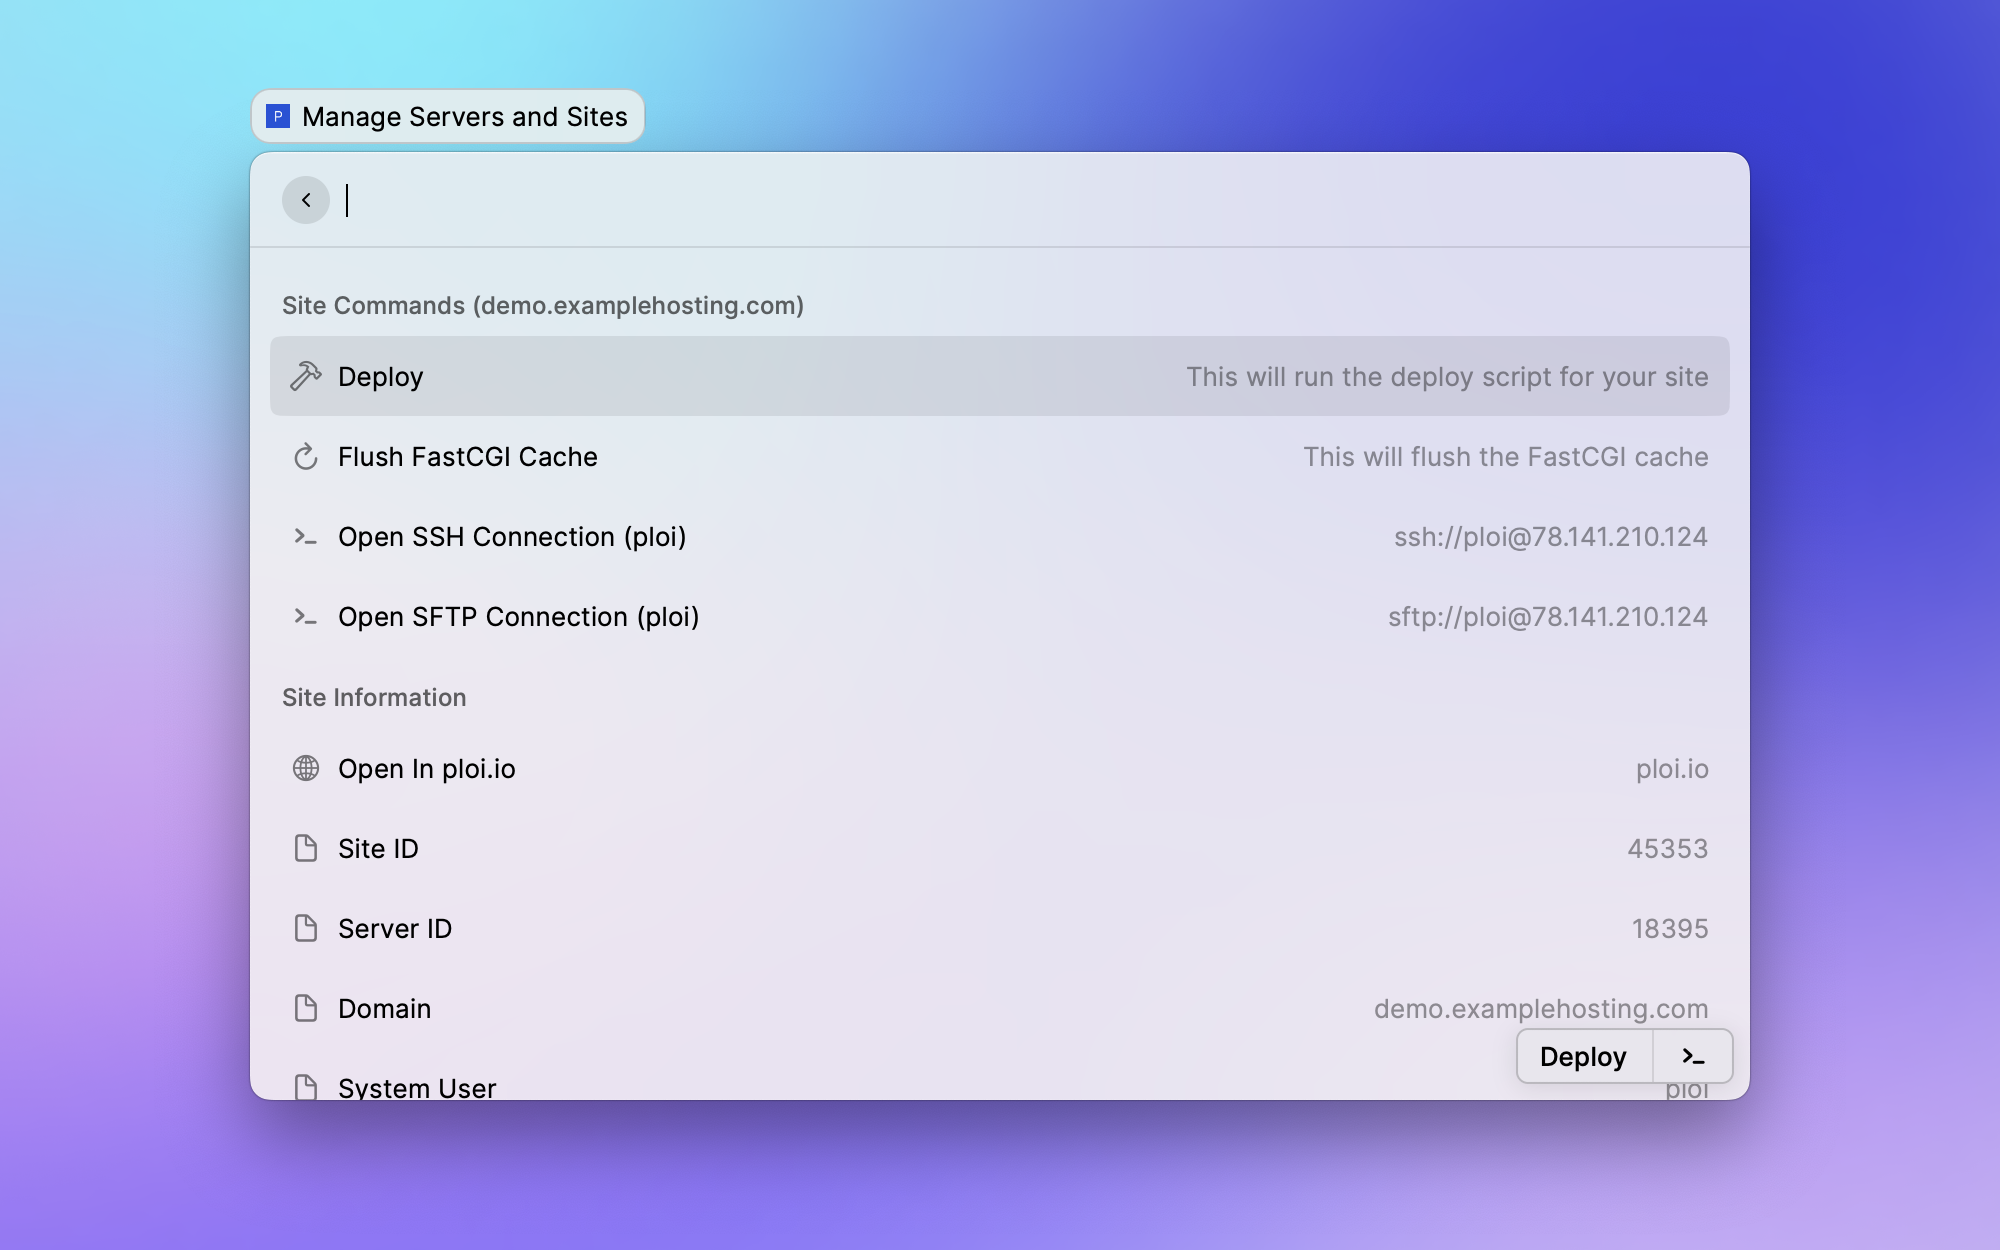 P Manage Servers and Sites
Site Commands (demo.examplehosting.com)
Deploy This will run the deploy script for your site
Flush FastCGI Cache This will flush the FastCGI cache
Open SSH Connection (ploi) ssh://ploi@78.141.210.124
Open SFTP Connection (ploi) sftp://ploi@78.141.210.124
Site Information
Open In ploi.io ploi.io
Site ID 45353
Server ID 18395
Domain demo.examplehosting.com
Deploy >_
System User ploi